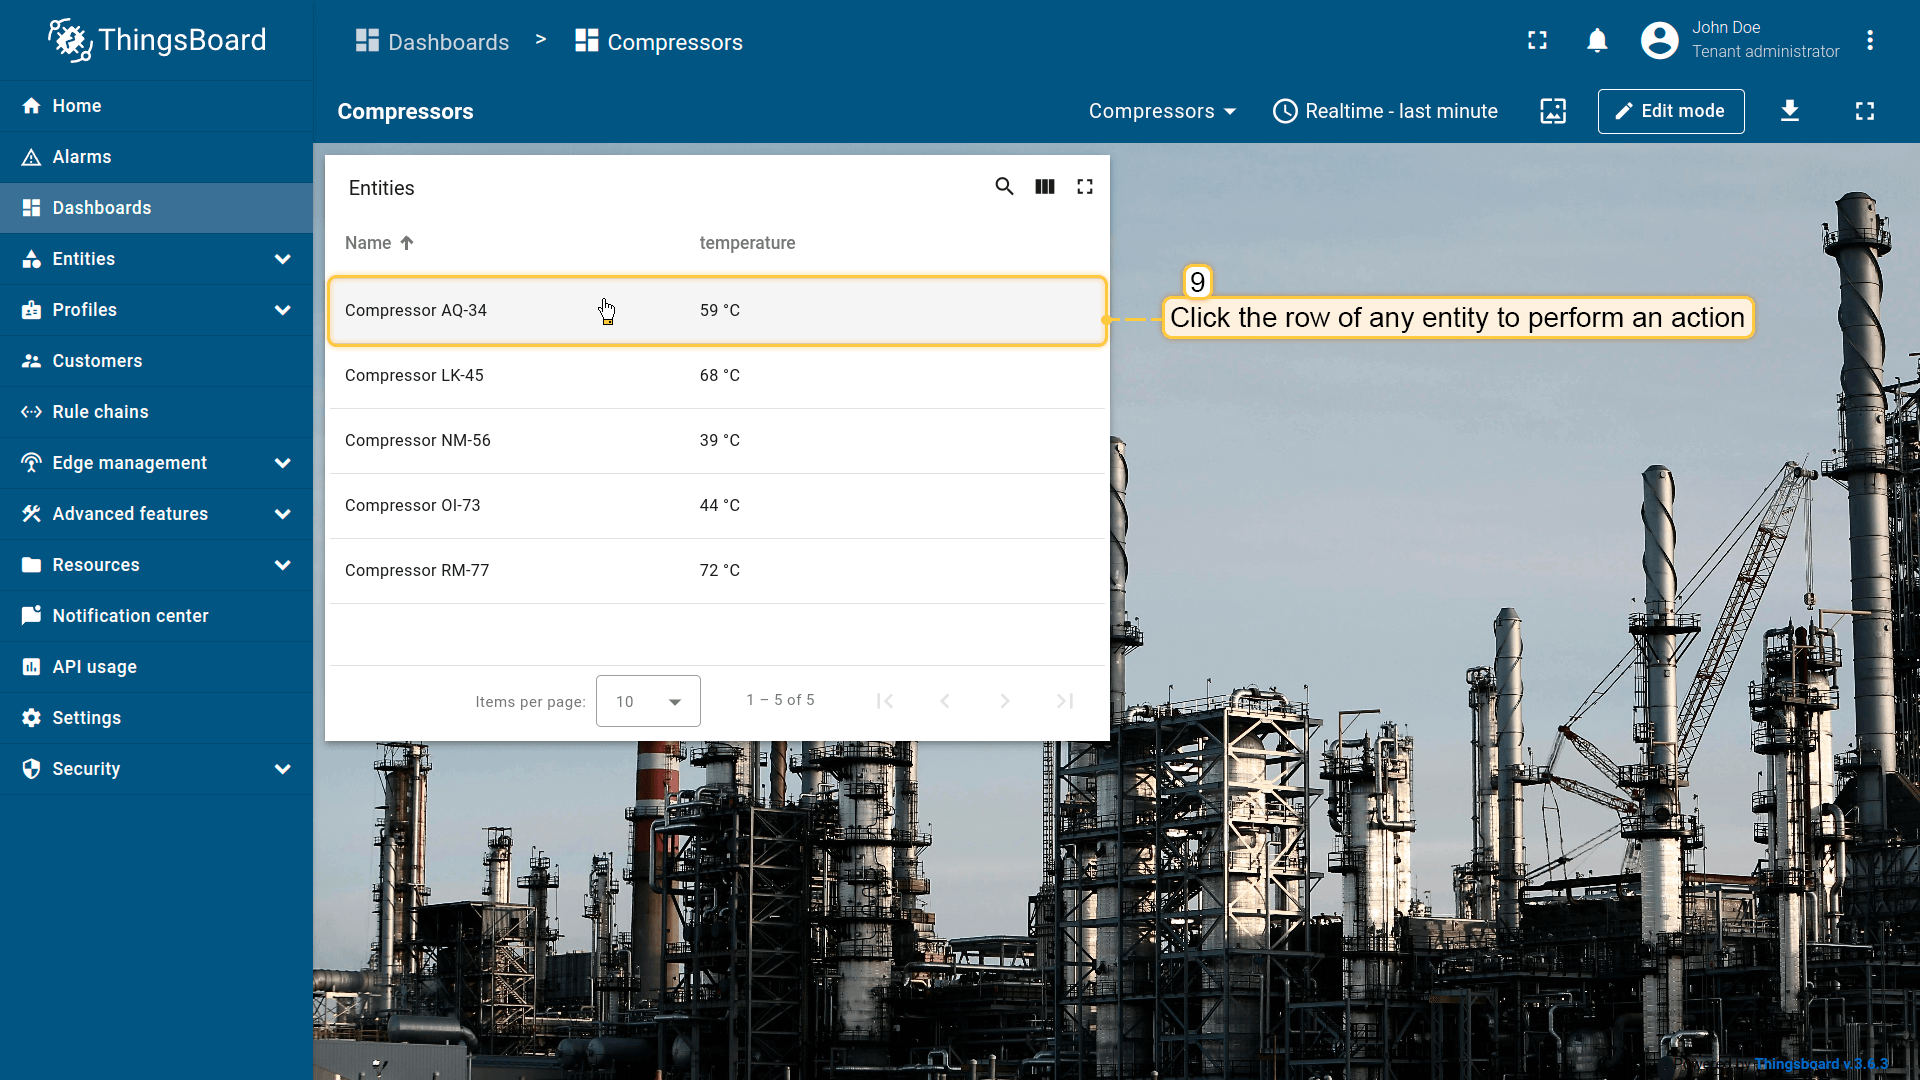 ThingsBoard
Dashboards > Compressors
John Doe
Tenant administrator
Home
Alarms
Dashboards
Entities
Profiles
Customers
Rule chains
Edge management
Advanced features
Resources
Notification center
API usage
Settings
Security
Compressors
Compressors
Realtime - last minute
Edit mode
Entities
Name temperature
Compressor AQ-34 59 °C
Compressor LK-45 68 °C
Compressor NM-56 39 °C
Compressor OI-73 44 °C
Compressor RM-77 72 °C
Items per page: 10 1 – 5 of 5
9
Click the row of any entity to perform an action
Powered by Thingsboard v.3.6.3